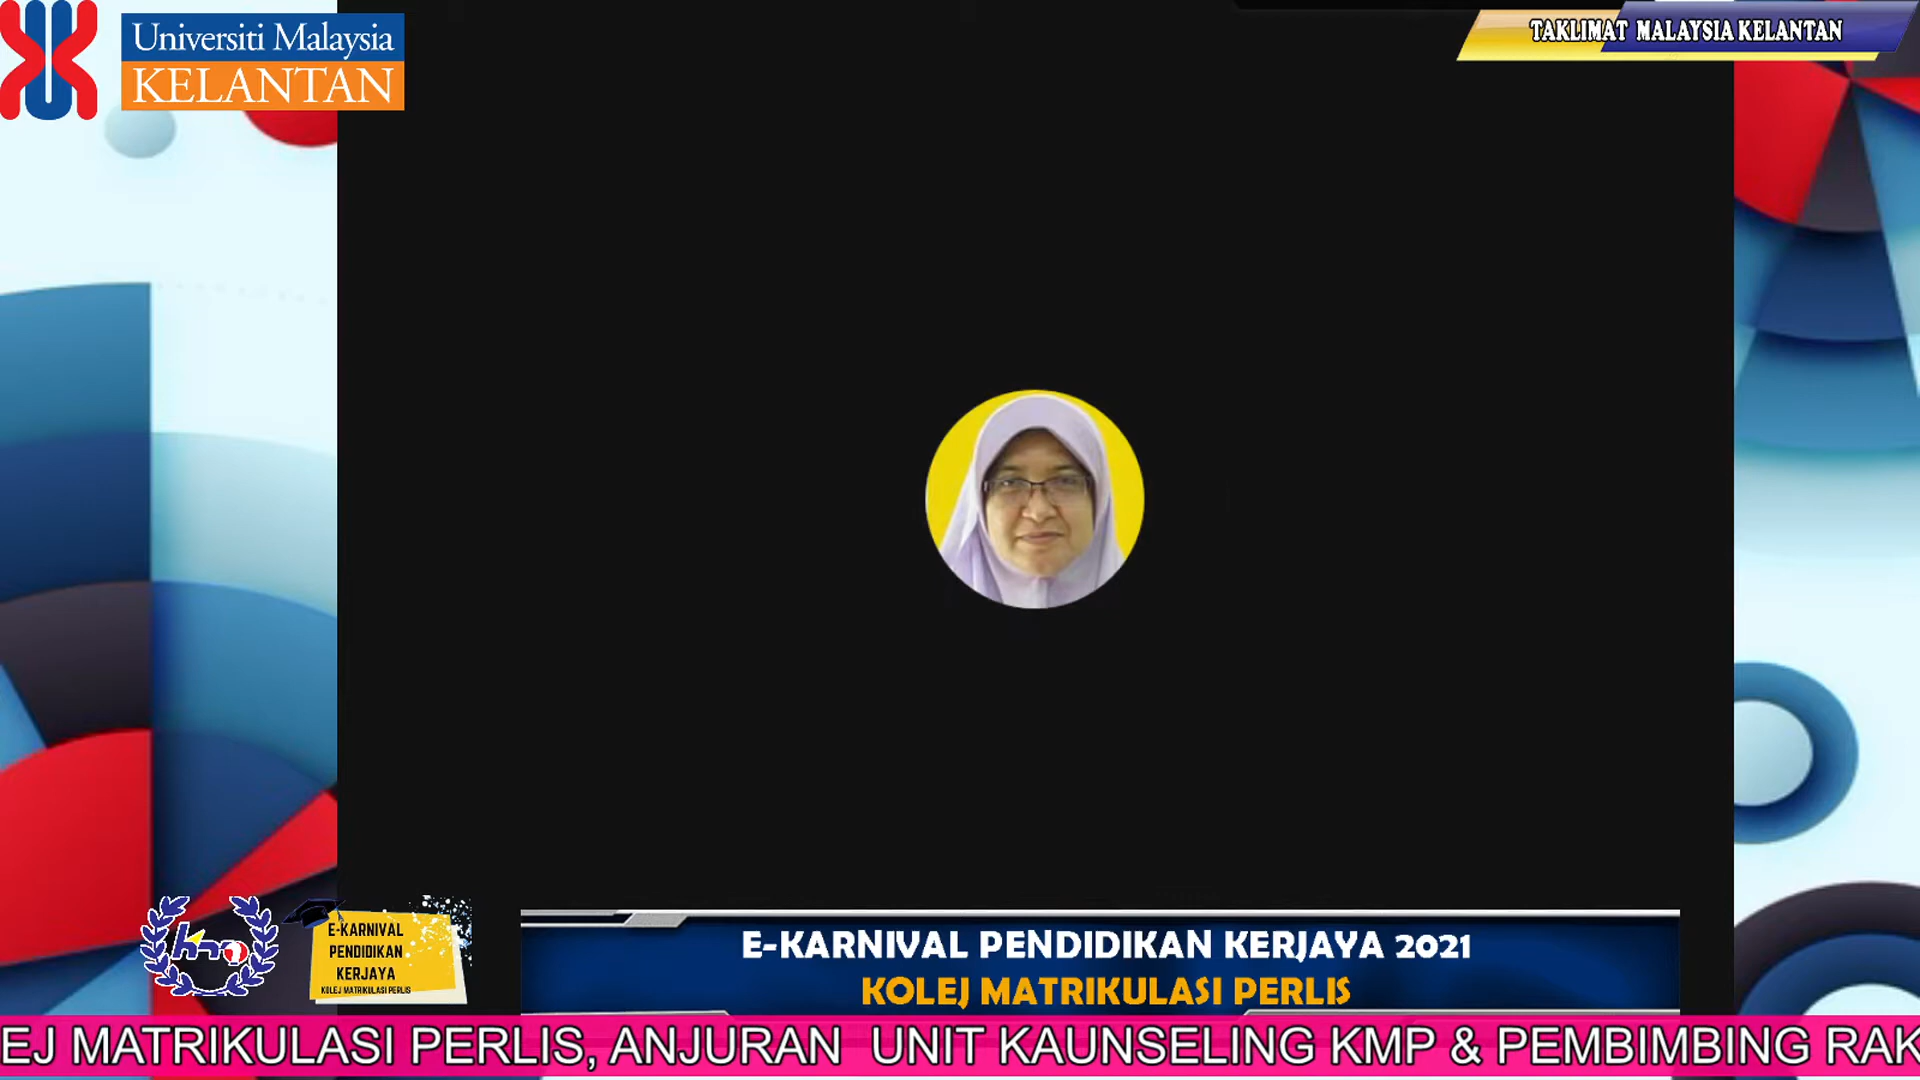 Universiti Malaysia
KELANTAN
TAKLIMAT MALAYSIA KELANTAN
E-KARNIVAL
PENDIDIKAN
KERJAYA
KOLEJ MATRIKULASI PERLIS
E-KARNIVAL PENDIDIKAN KERJAYA 2021
KOLEJ MATRIKULASI PERLIS
EJ MATRIKULASI PERLIS, ANJURAN UNIT KAUNSELING KMP & PEMBIMBING RAK